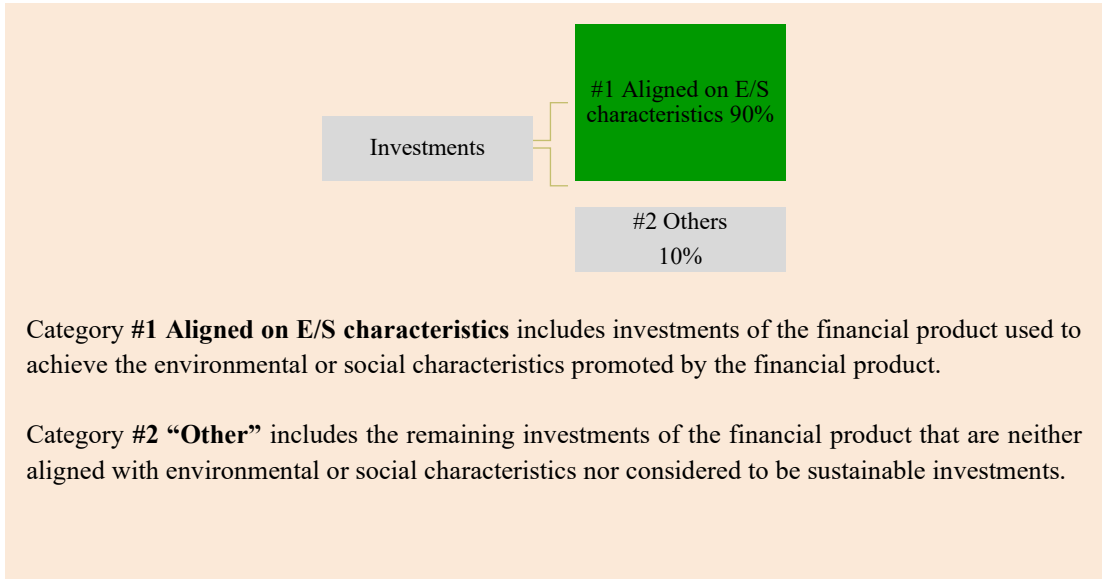 #1 Aligned on E/S
characteristics 90%
Investments
#2 Others
10%
Category #1 Aligned on E/S characteristics includes investments of the financial product used to
achieve the environmental or social characteristics promoted by the financial product.
Category #2 “Other” includes the remaining investments of the financial product that are neither
aligned with environmental or social characteristics nor considered to be sustainable investments.